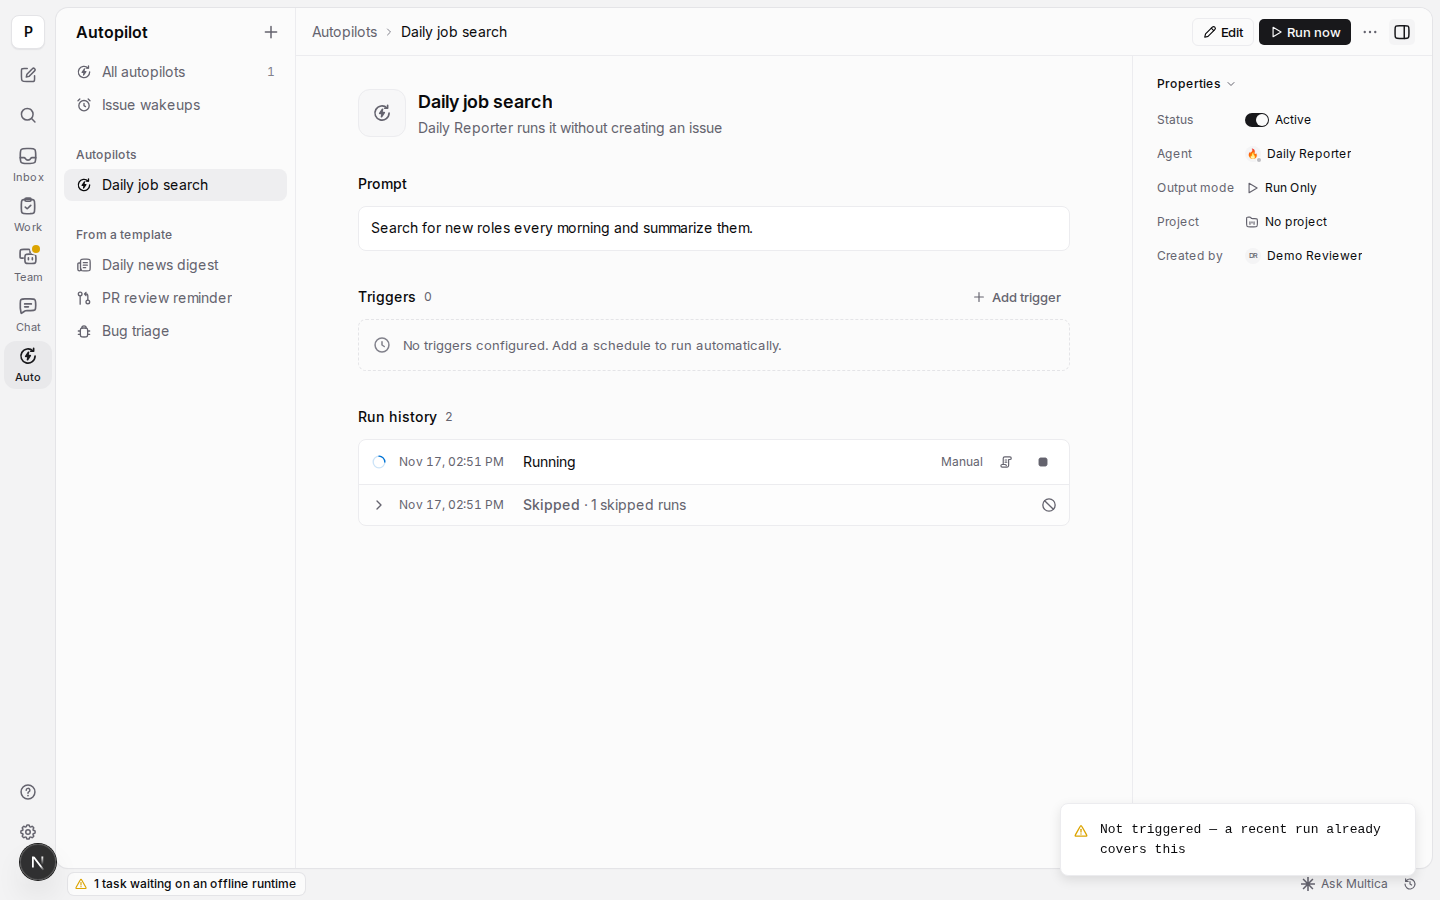 P
Inbox
Work
Team
Chat
Auto
Autopilot
All autopilots 1
Issue wakeups
Autopilots
Daily job search
From a template
Daily news digest
PR review reminder
Bug triage
Autopilots > Daily job search
Edit
Run now
Daily job search
Daily Reporter runs it without creating an issue
Prompt
Search for new roles every morning and summarize them.
Triggers 0
Add trigger
No triggers configured. Add a schedule to run automatically.
Run history 2
Nov 17, 02:51 PM Running Manual
Nov 17, 02:51 PM Skipped · 1 skipped runs
Properties
Status Active
Agent Daily Reporter
Output mode Run Only
Project No project
Created by DR Demo Reviewer
Not triggered — a recent run already
covers this
N
1 task waiting on an offline runtime
Ask Multica